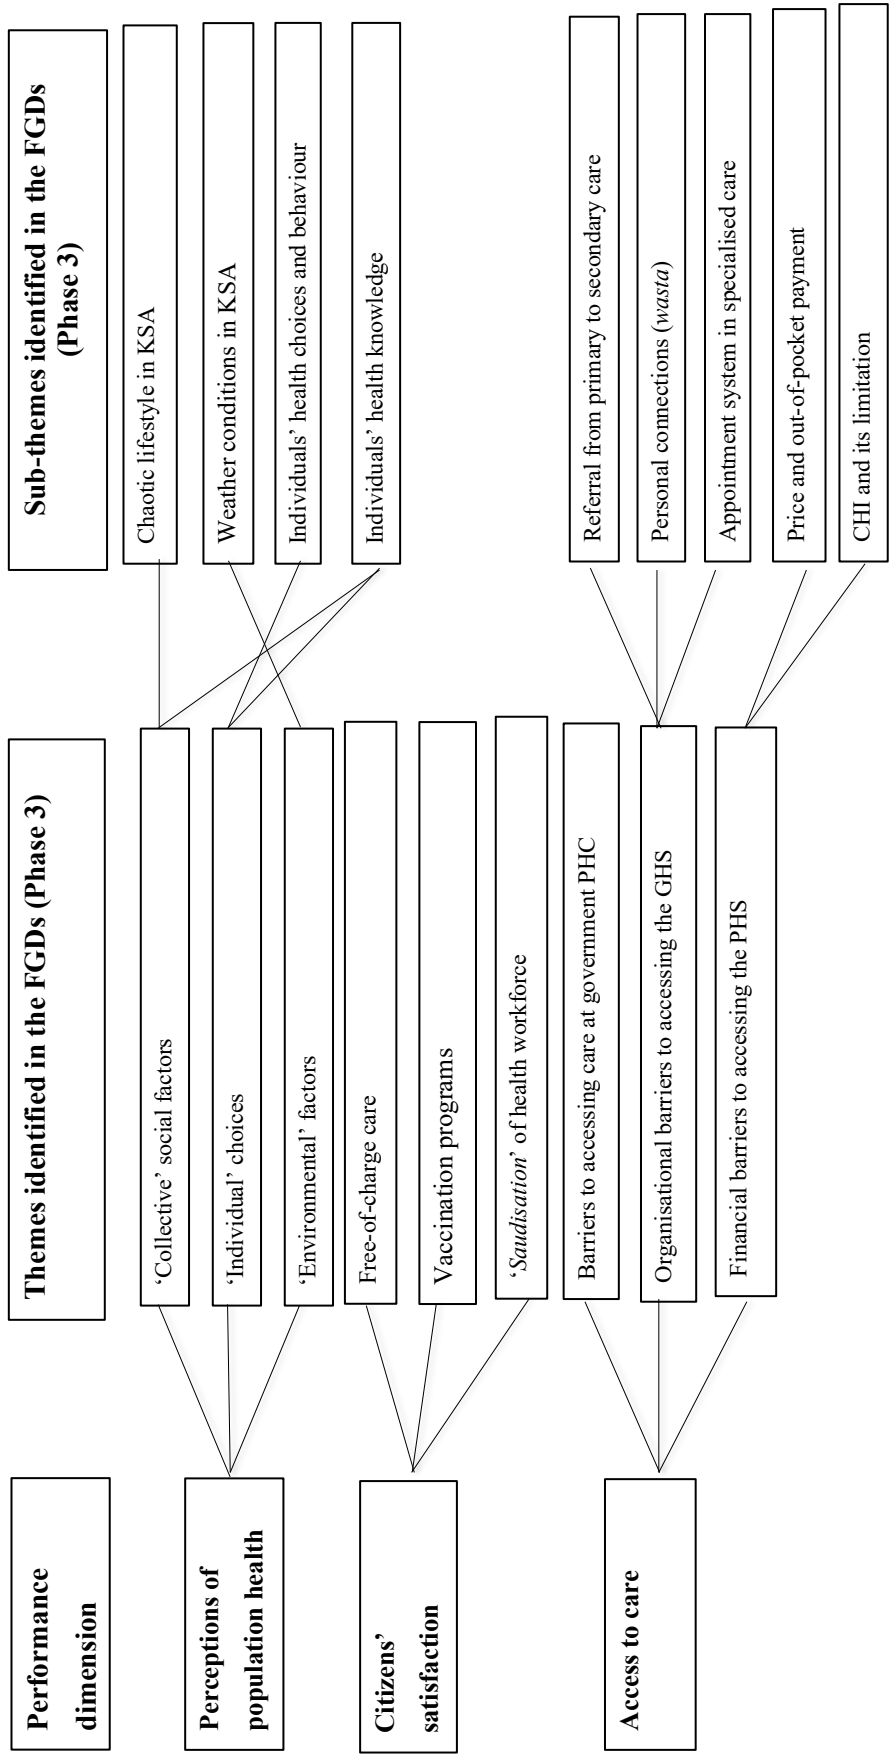 Performance
dimension
Themes identified in the FGDs (Phase 3)
Sub-themes identified in the FGDs
(Phase 3)
Perceptions of
population health
‘Collective’ social factors
‘Individual’ choices
‘Environmental’ factors
Chaotic lifestyle in KSA
Weather conditions in KSA
Individuals’ health choices and behaviour
Individuals’ health knowledge
Citizens’
satisfaction
Free-of-charge care
Vaccination programs
‘Saudisation’ of health workforce
Access to care
Barriers to accessing care at government PHC
Organisational barriers to accessing the GHS
Financial barriers to accessing the PHS
Referral from primary to secondary care
Personal connections (wasta)
Appointment system in specialised care
Price and out-of-pocket payment
CHI and its limitation